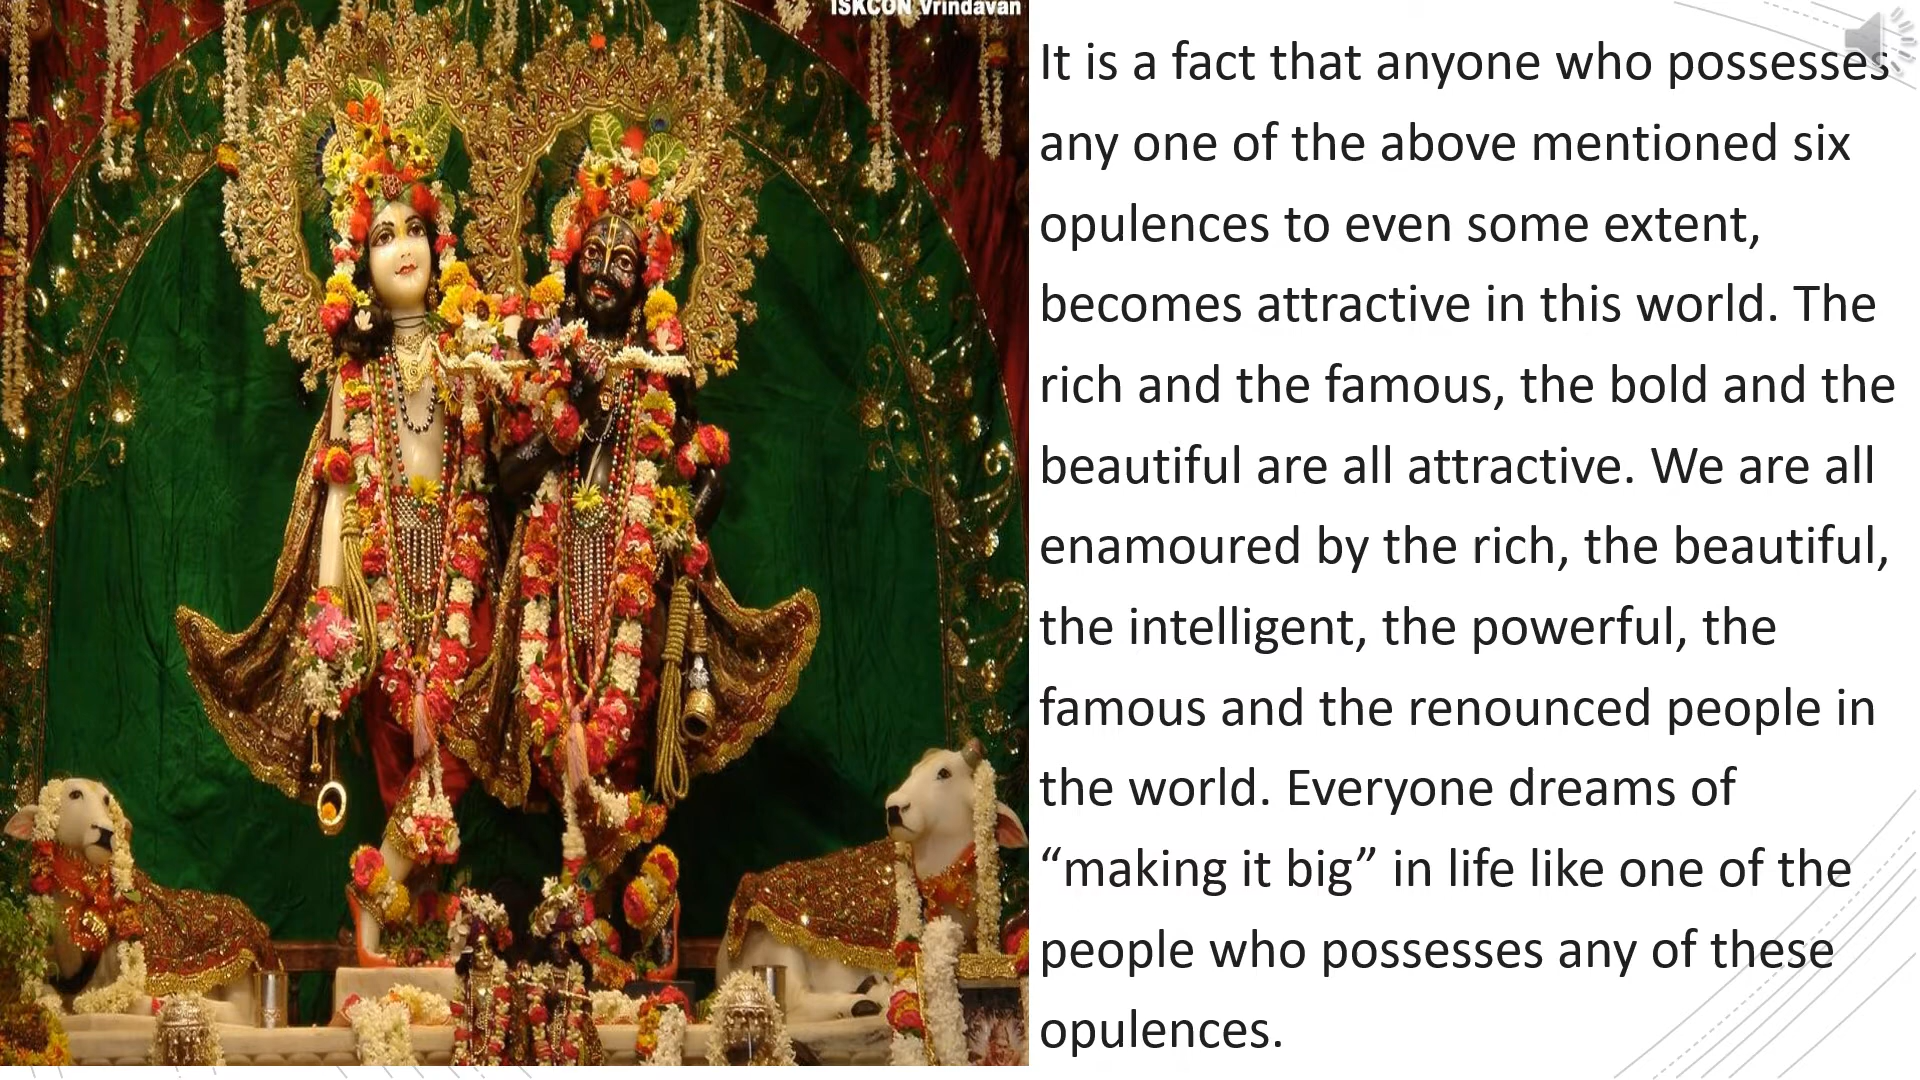 ISKCON Vrindavan
It is a fact that anyone who possesses
any one of the above mentioned six
opulences to even some extent,
becomes attractive in this world. The
rich and the famous, the bold and the
beautiful are all attractive. We are all
enamoured by the rich, the beautiful,
the intelligent, the powerful, the
famous and the renounced people in
the world. Everyone dreams of
“making it big” in life like one of the
people who possesses any of these
opulences.